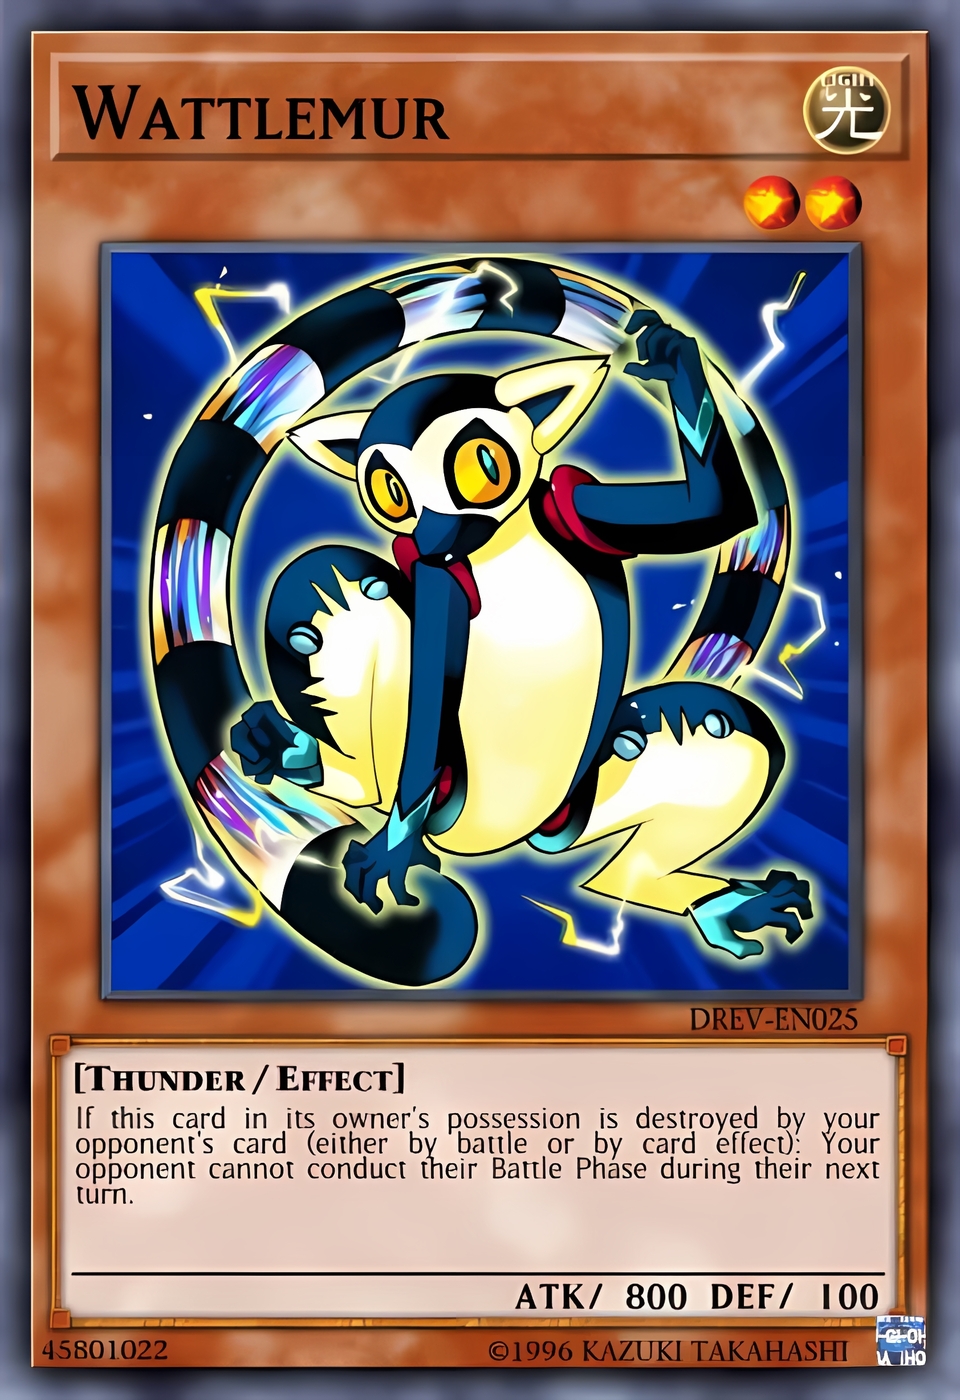 Wattlemur
光
DREV-EN025
[Thunder / Effect]
If this card in its owner's possession is destroyed by your
opponent's card (either by battle or by card effect): Your
opponent cannot conduct their Battle Phase during their next
turn.
ATK/ 800 DEF/ 100
45801022
©1996 KAZUKI TAKAHASHI